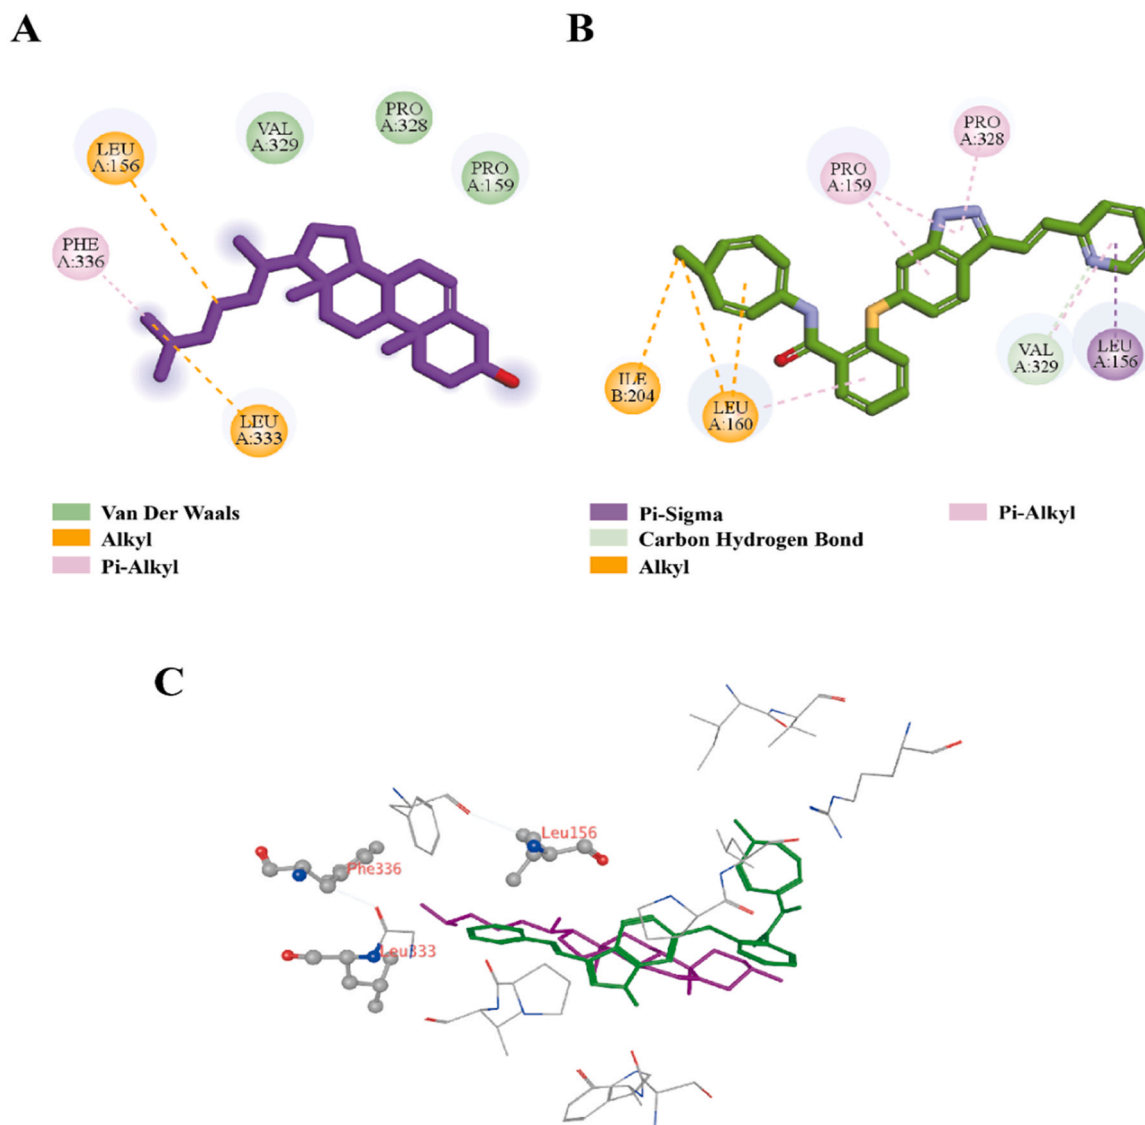 A
B
LEU
A:156
VAL
A:329
PRO
A:328
PRO
A:159
PHE
A:336
LEU
A:333
PRO
A:159
PRO
A:328
ILE
B:204
LEU
A:160
VAL
A:329
LEU
A:156
Van Der Waals
Alkyl
Pi-Alkyl
Pi-Sigma
Carbon Hydrogen Bond
Alkyl
Pi-Alkyl
C
Leu156
Phe336
Leu333